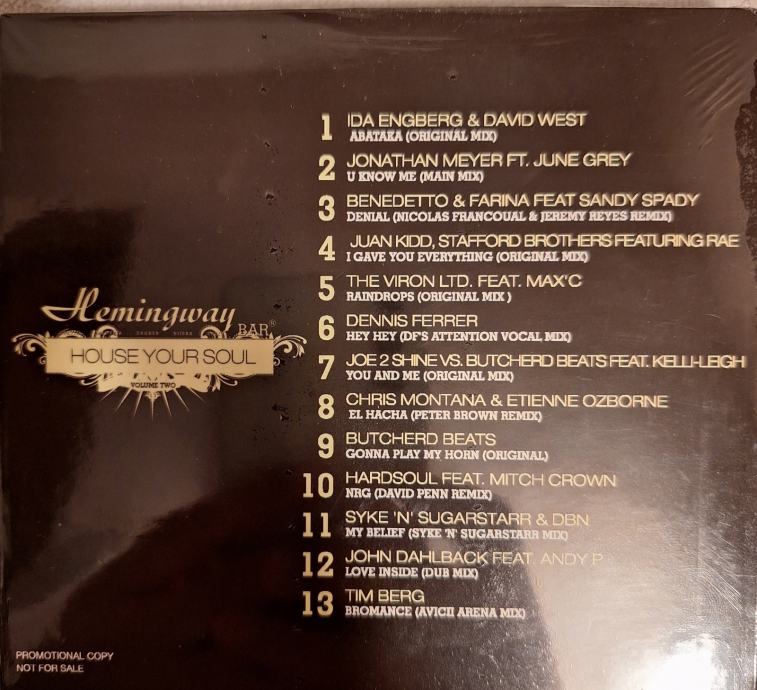 1 IDA ENGBERG & DAVID WEST
ABATAKA (ORIGINAL MIX)
2 JONATHAN MEYER FT. JUNE GREY
U KNOW ME (MAIN MIX)
3 BENEDETTO & FARINA FEAT SANDY SPADY
DENIAL (NICOLAS FRANCOUAL & JEREMY REYES REMIX)
4 JUAN KIDD, STAFFORD BROTHERS FEATURING RAE
I GAVE YOU EVERYTHING (ORIGINAL MIX)
5 THE VIRON LTD. FEAT. MAX'C
RAINDROPS (ORIGINAL MIX )
6 DENNIS FERRER
HEY HEY (DF'S ATTENTION VOCAL MIX)
7 JOE 2 SHINE VS. BUTCHERD BEATS FEAT. KELLI-LEIGH
YOU AND ME (ORIGINAL MIX)
8 CHRIS MONTANA & ETIENNE OZBORNE
EL HACHA (PETER BROWN REMIX)
9 BUTCHERD BEATS
GONNA PLAY MY HORN (ORIGINAL)
10 HARDSOUL FEAT. MITCH CROWN
NRG (DAVID PENN REMIX)
11 SYKE 'N' SUGARSTARR & DBN
MY BELIEF (SYKE 'N' SUGARSTARR MIX)
12 JOHN DAHLBACK FEAT. ANDY P
LOVE INSIDE (DUB MIX)
13 TIM BERG
BROMANCE (AVICII ARENA MIX)
Hemingway
BAR®
HOUSE YOUR SOUL
VOLUME TWO
PROMOTIONAL COPY
NOT FOR SALE